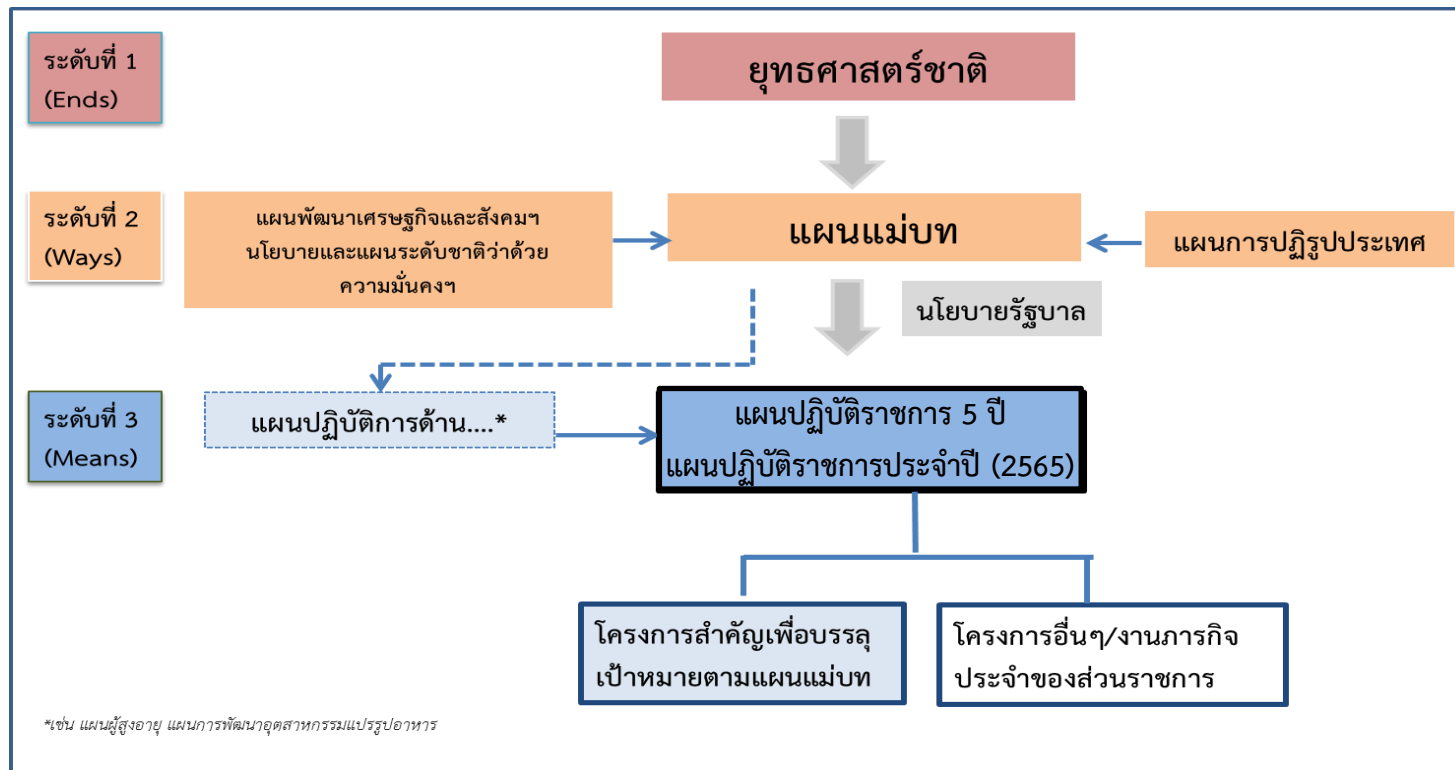 ระดับที่ 1
(Ends)
ยุทธศาสตร์ชาติ
ระดับที่ 2
(Ways)
แผนพัฒนาเศรษฐกิจและสังคมฯ
นโยบายและแผนระดับชาติว่าด้วย
ความมั่นคงฯ
แผนแม่บท
แผนการปฏิรูปประเทศ
นโยบายรัฐบาล
ระดับที่ 3
(Means)
แผนปฏิบัติการด้าน....*
แผนปฏิบัติราชการ 5 ปี
แผนปฏิบัติราชการประจำปี (2565)
โครงการสำคัญเพื่อบรรลุ
เป้าหมายตามแผนแม่บท
โครงการอื่นๆ/งานภารกิจ
ประจำของส่วนราชการ
*เช่น แผนผู้สูงอายุ แผนการพัฒนาอุตสาหกรรมแปรรูปอาหาร